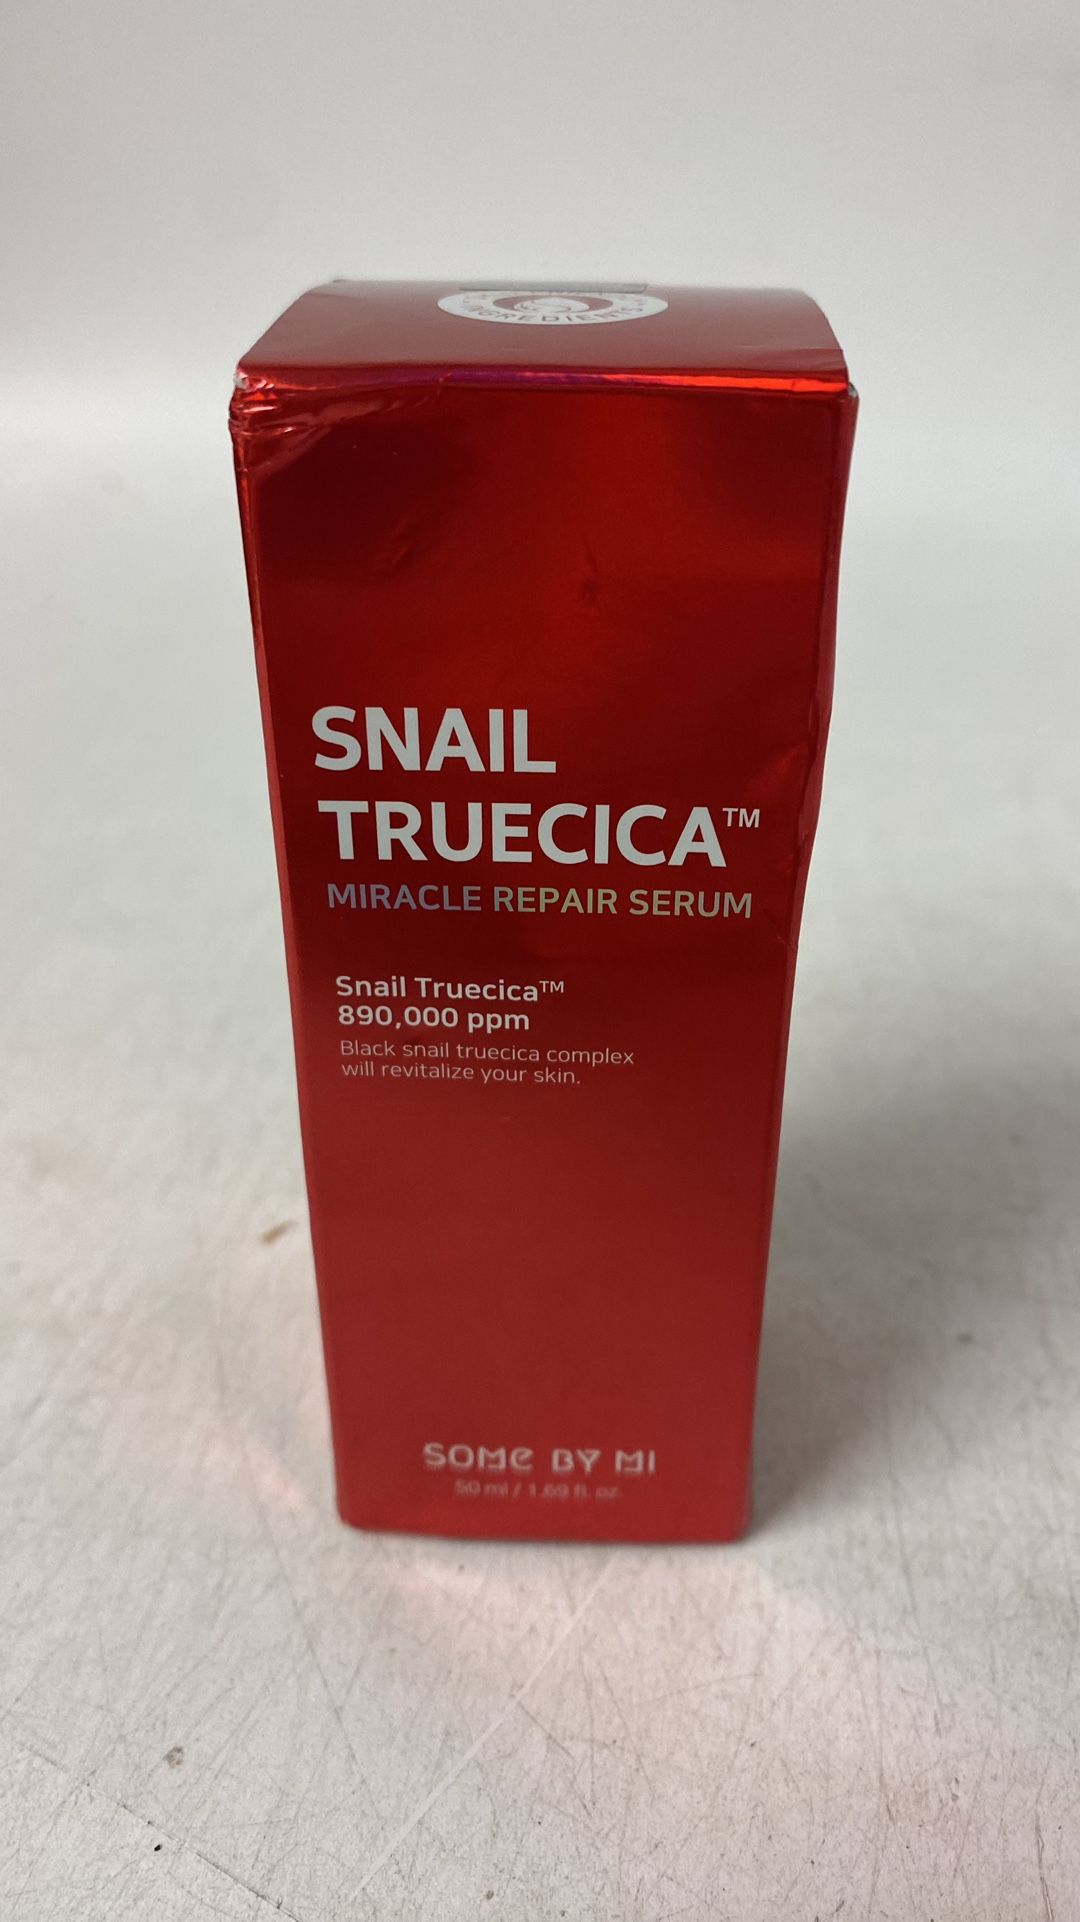 INGREDIENTS
SNAIL
TRUECICA™
MIRACLE REPAIR SERUM
Snail Truecica™
890,000 ppm
Black snail truecica complex
will revitalize your skin.
SOME BY MI
50 ml / 1.69 fl. oz.